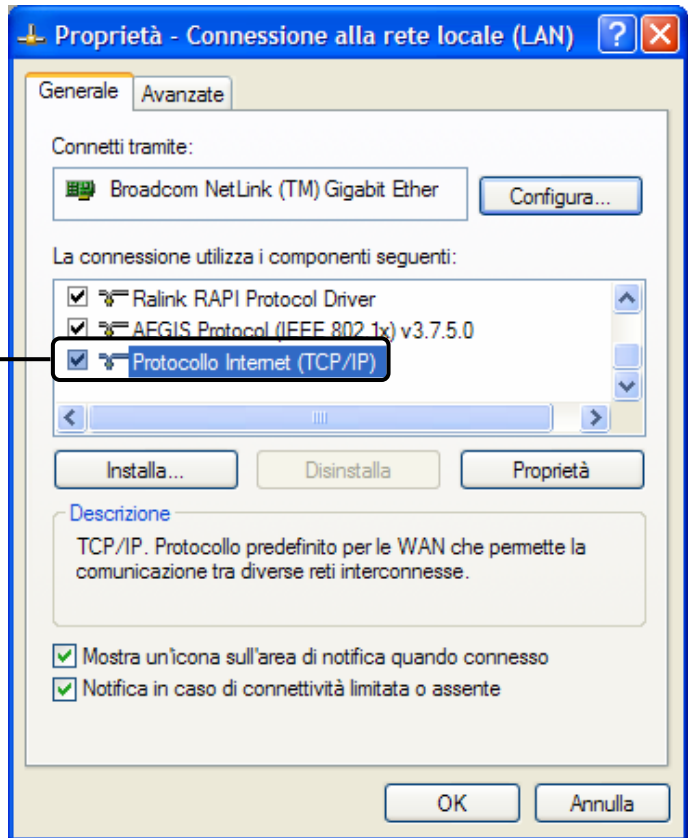 Proprietà - Connessione alla rete locale (LAN)
Generale
Avanzate
Connetti tramite:
Broadcom NetLink (TM) Gigabit Ether
Configura...
La connessione utilizza i componenti seguenti:
Ralink RAPI Protocol Driver
AEGIS Protocol (IEEE 802.1x) v3.7.5.0
Protocollo Internet (TCP/IP)
Installa...
Disinstalla
Proprietà
Descrizione
TCP/IP. Protocollo predefinito per le WAN che permette la
comunicazione tra diverse reti interconnesse.
Mostra un'icona sull'area di notifica quando connesso
Notifica in caso di connettività limitata o assente
OK
Annulla